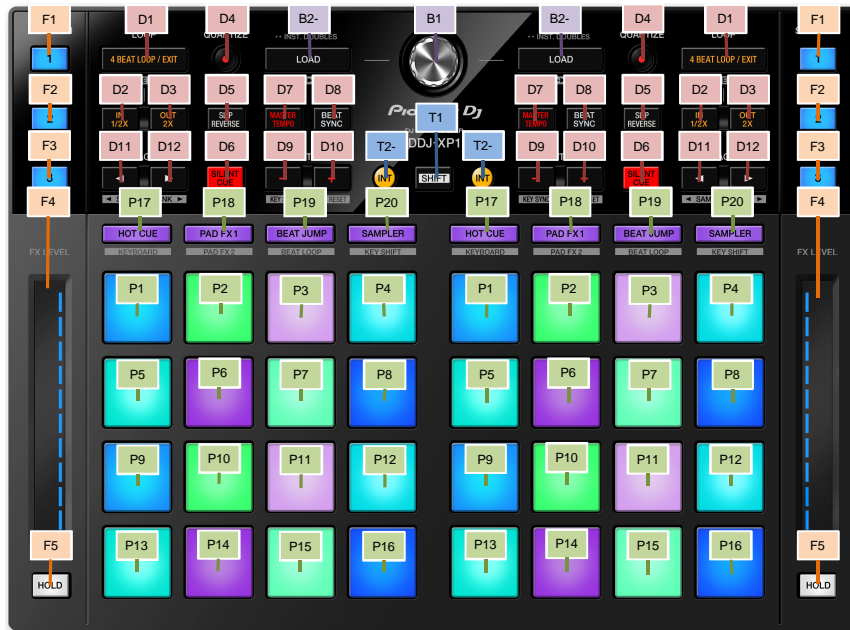 F1 D1 D4 B2- B1 B2- D4 D1 F1
LOOP QUANTIZE INST. DOUBLES INST. DOUBLES QUANTIZE LOOP
1 4 BEAT LOOP / EXIT LOAD LOAD 4 BEAT LOOP / EXIT 1
F2 D2 D3 D5 D7 D8 D7 D8 D5 D2 D3 F2
IN 1/2X OUT 2X SLIP REVERSE MASTER TEMPO BEAT SYNC Pioneer DJ MASTER TEMPO BEAT SYNC SLIP REVERSE IN 1/2X OUT 2X
T1
DDJ-XP1
F3 D11 D12 D6 D9 D10 T2- T2- D9 D10 D6 D11 D12 F3
SILENT CUE - + INT SHIFT INT - + SILENT CUE
KEY RESET KEY SYNC
F4 P17 P18 P19 P20 P17 P18 P19 P20 F4
HOT CUE PAD FX1 BEAT JUMP SAMPLER HOT CUE PAD FX1 BEAT JUMP SAMPLER
FX LEVEL KEYBOARD PAD FX2 BEAT LOOP KEY SHIFT KEYBOARD PAD FX2 BEAT LOOP KEY SHIFT FX LEVEL
P1 P2 P3 P4 P1 P2 P3 P4
P5 P6 P7 P8 P5 P6 P7 P8
P9 P10 P11 P12 P9 P10 P11 P12
F5 P13 P14 P15 P16 P13 P14 P15 P16 F5
HOLD HOLD